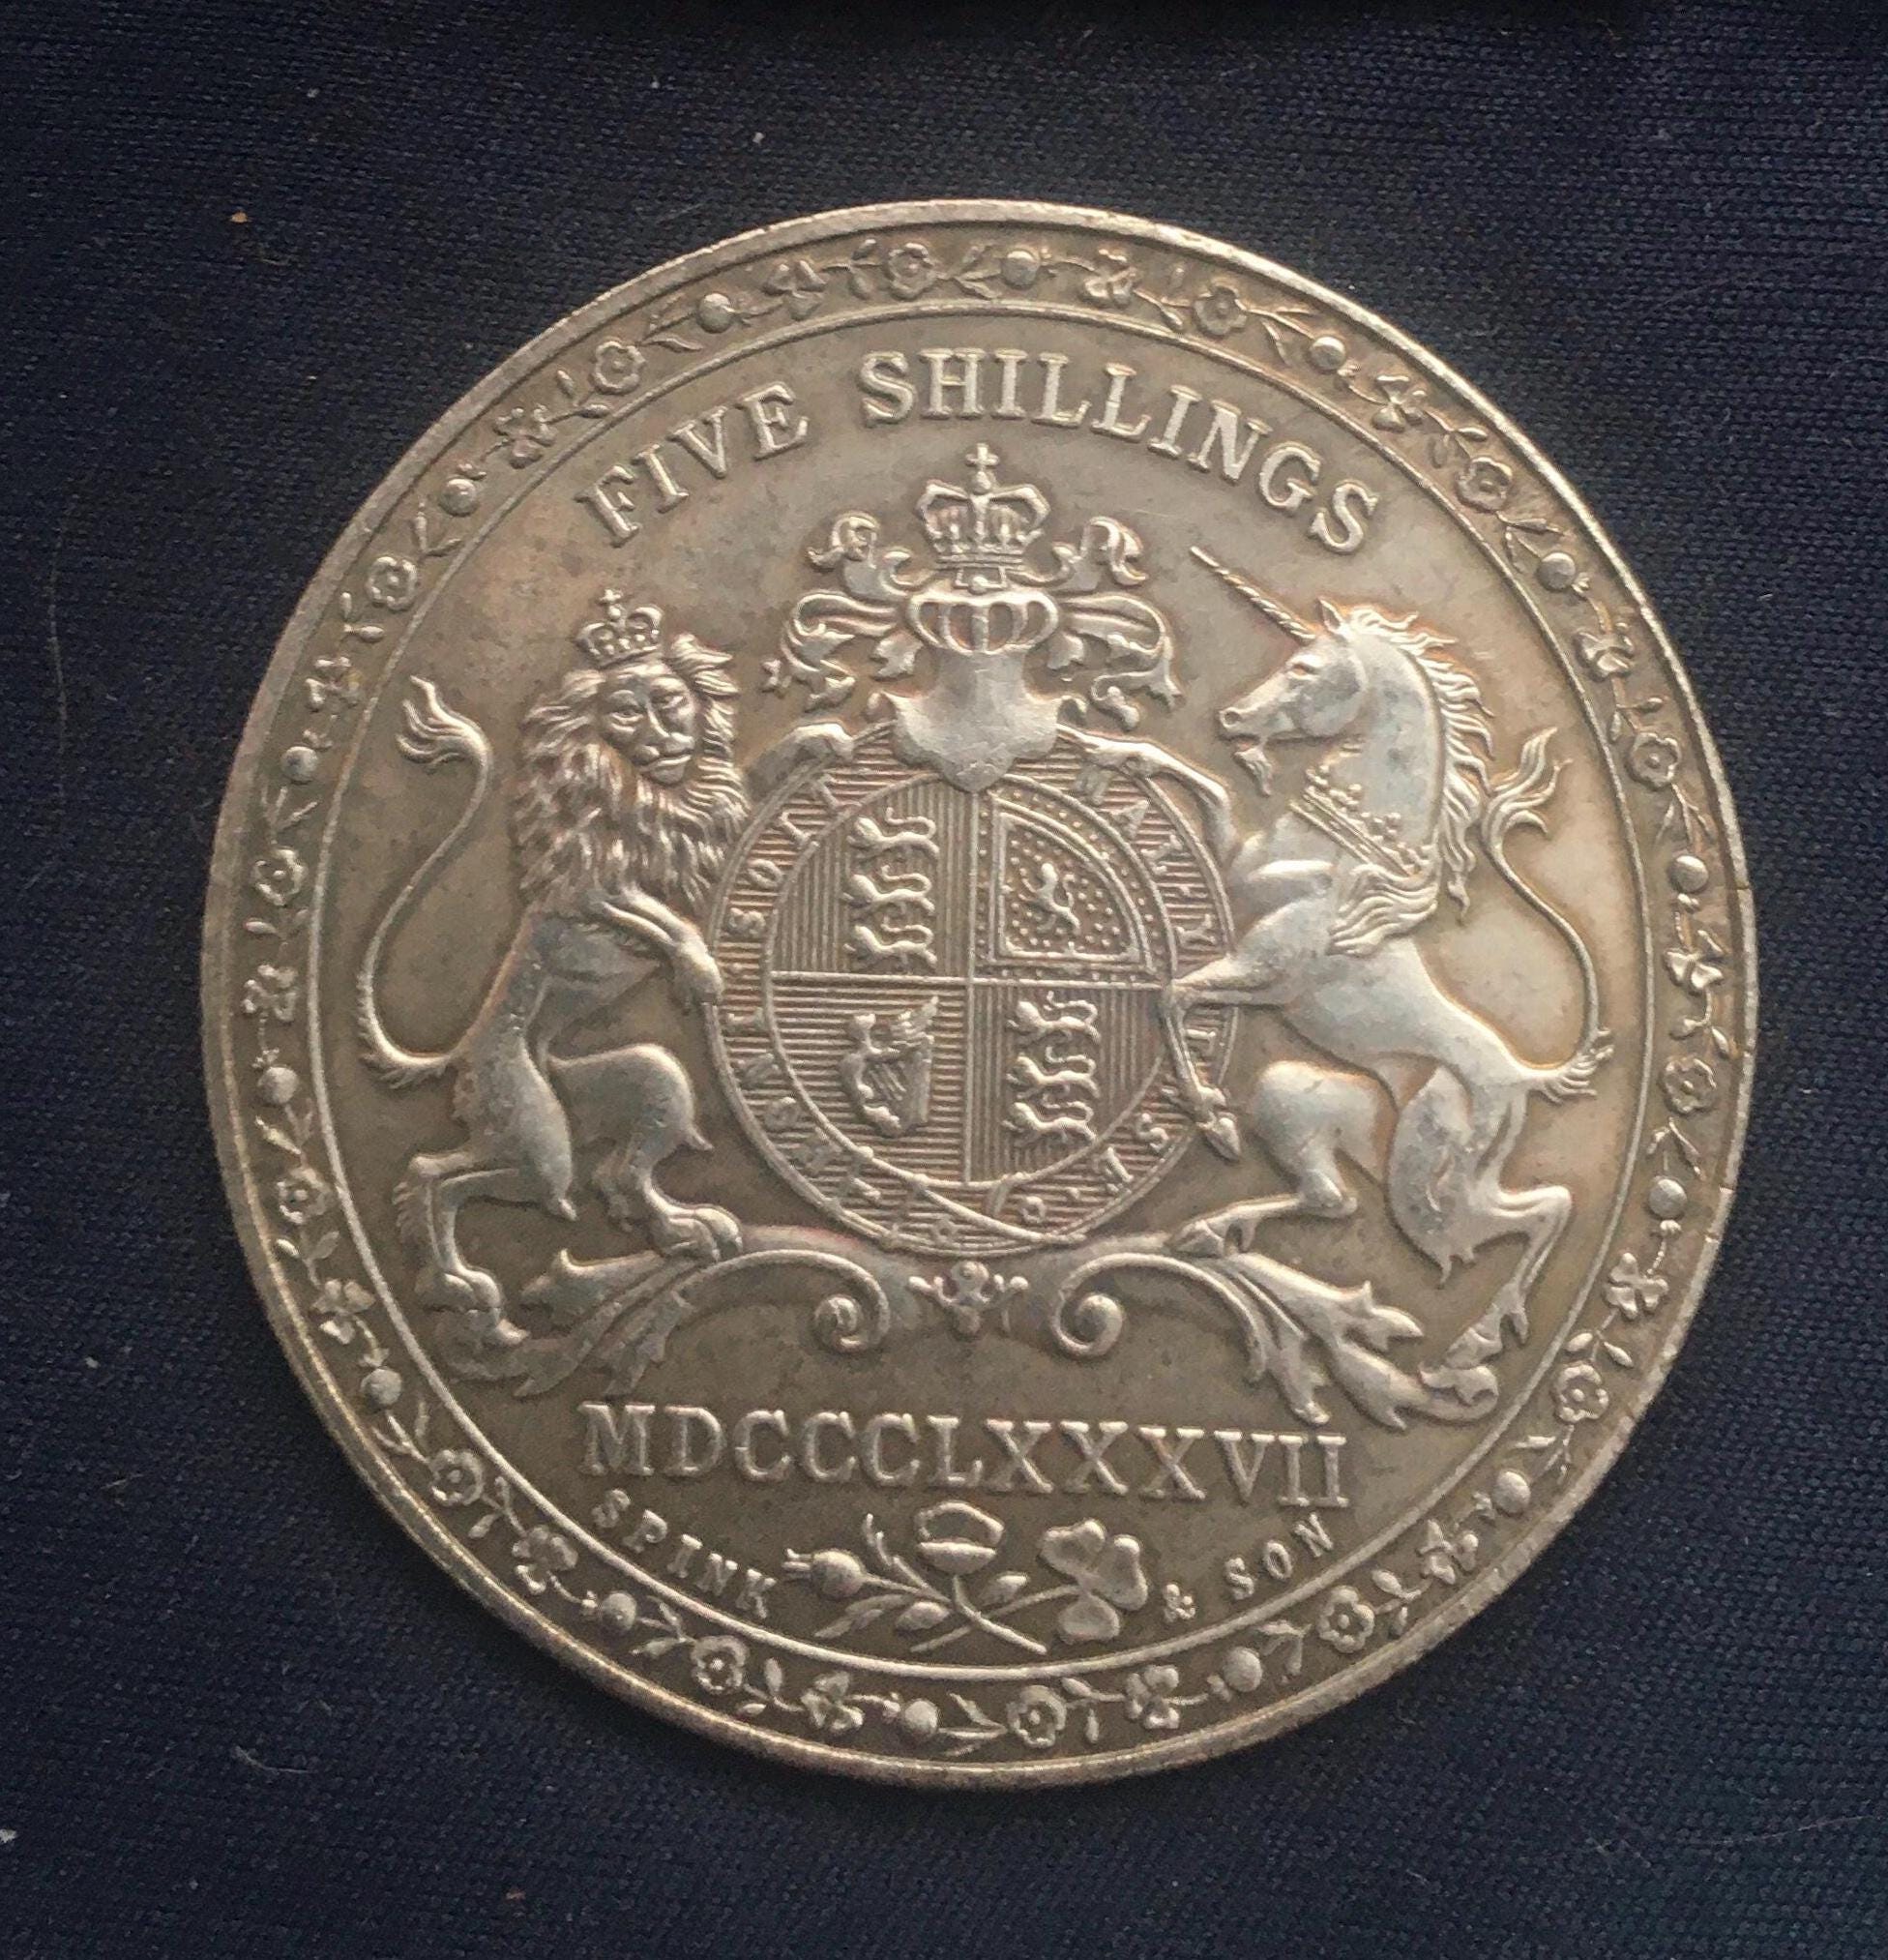 FIVE SHILLINGS
MDCCCLXXXVII
SPINK & SON